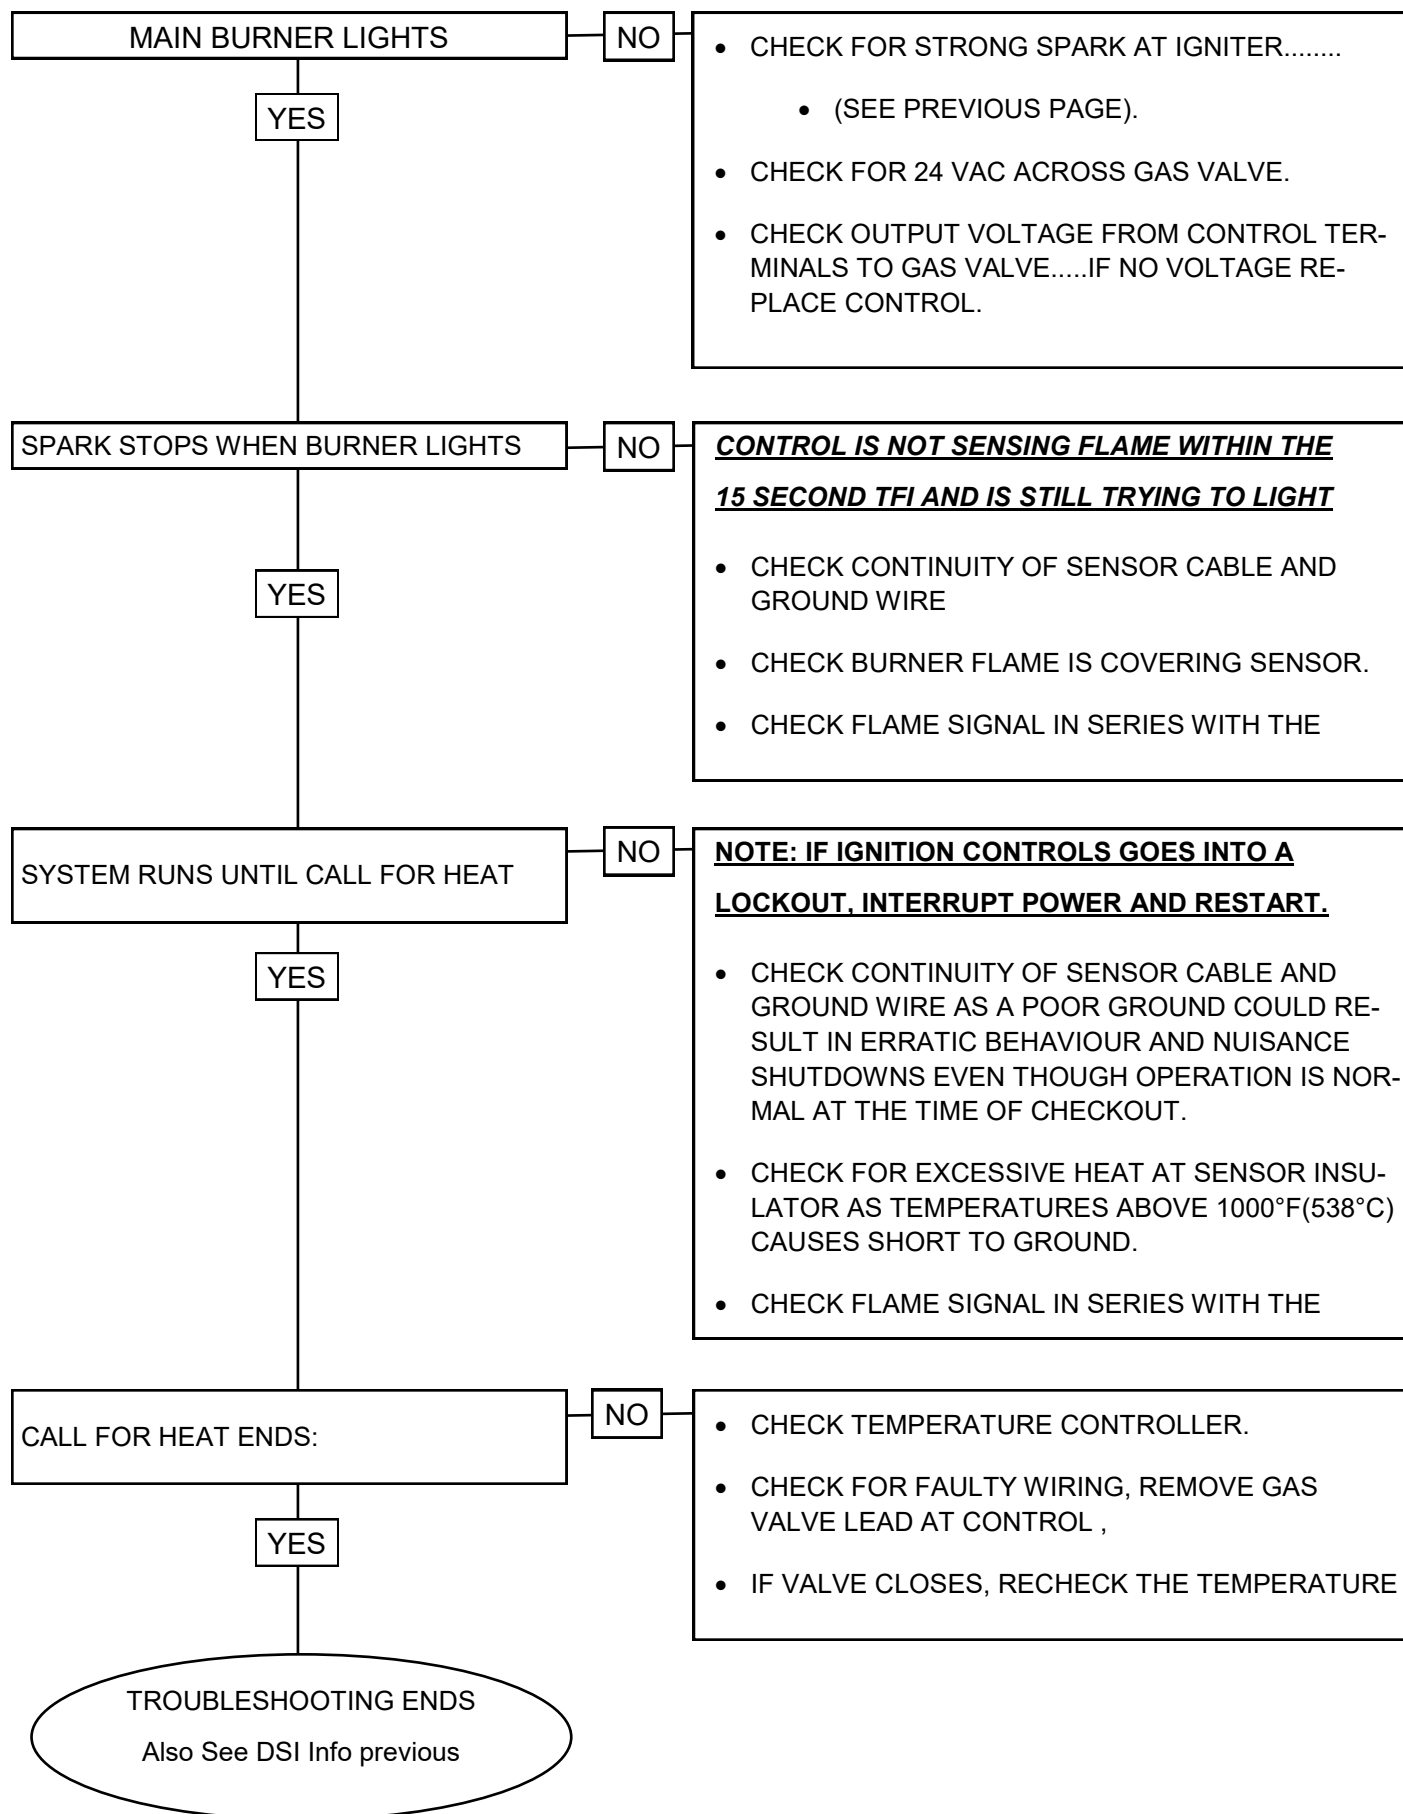 MAIN BURNER LIGHTS
NO
• CHECK FOR STRONG SPARK AT IGNITER........
• (SEE PREVIOUS PAGE).
• CHECK FOR 24 VAC ACROSS GAS VALVE.
• CHECK OUTPUT VOLTAGE FROM CONTROL TER-
MINALS TO GAS VALVE.....IF NO VOLTAGE RE-
PLACE CONTROL.
YES
SPARK STOPS WHEN BURNER LIGHTS
NO
CONTROL IS NOT SENSING FLAME WITHIN THE
15 SECOND TFI AND IS STILL TRYING TO LIGHT
• CHECK CONTINUITY OF SENSOR CABLE AND
GROUND WIRE
• CHECK BURNER FLAME IS COVERING SENSOR.
• CHECK FLAME SIGNAL IN SERIES WITH THE
YES
SYSTEM RUNS UNTIL CALL FOR HEAT
NO
NOTE: IF IGNITION CONTROLS GOES INTO A
LOCKOUT, INTERRUPT POWER AND RESTART.
• CHECK CONTINUITY OF SENSOR CABLE AND
GROUND WIRE AS A POOR GROUND COULD RE-
SULT IN ERRATIC BEHAVIOUR AND NUISANCE
SHUTDOWNS EVEN THOUGH OPERATION IS NOR-
MAL AT THE TIME OF CHECKOUT.
• CHECK FOR EXCESSIVE HEAT AT SENSOR INSU-
LATOR AS TEMPERATURES ABOVE 1000°F(538°C)
CAUSES SHORT TO GROUND.
• CHECK FLAME SIGNAL IN SERIES WITH THE
YES
CALL FOR HEAT ENDS:
NO
• CHECK TEMPERATURE CONTROLLER.
• CHECK FOR FAULTY WIRING, REMOVE GAS
VALVE LEAD AT CONTROL ,
• IF VALVE CLOSES, RECHECK THE TEMPERATURE
YES
TROUBLESHOOTING ENDS
Also See DSI Info previous